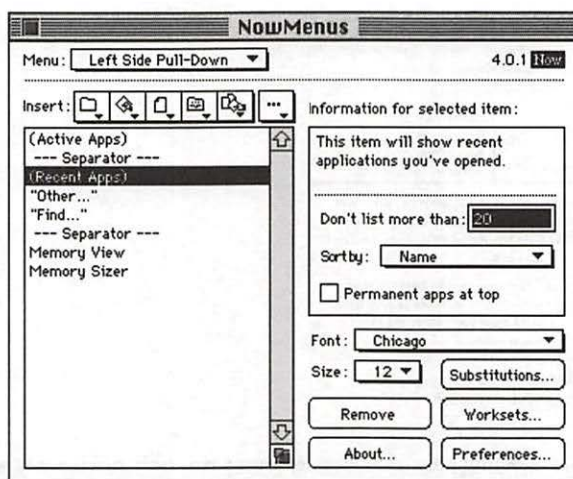 NowMenus
Menu: Left Side Pull-Down
4.0.1 Now
Insert:
...
Information for selected item:
(Active Apps)
--- Separator ---
(Recent Apps)
"Other..."
"Find..."
--- Separator ---
Memory View
Memory Sizer
This item will show recent
applications you've opened.
Don't list more than: 20
Sort by: Name
Permanent apps at top
Font: Chicago
Size: 12
Substitutions...
Remove
Worksets...
About...
Preferences...